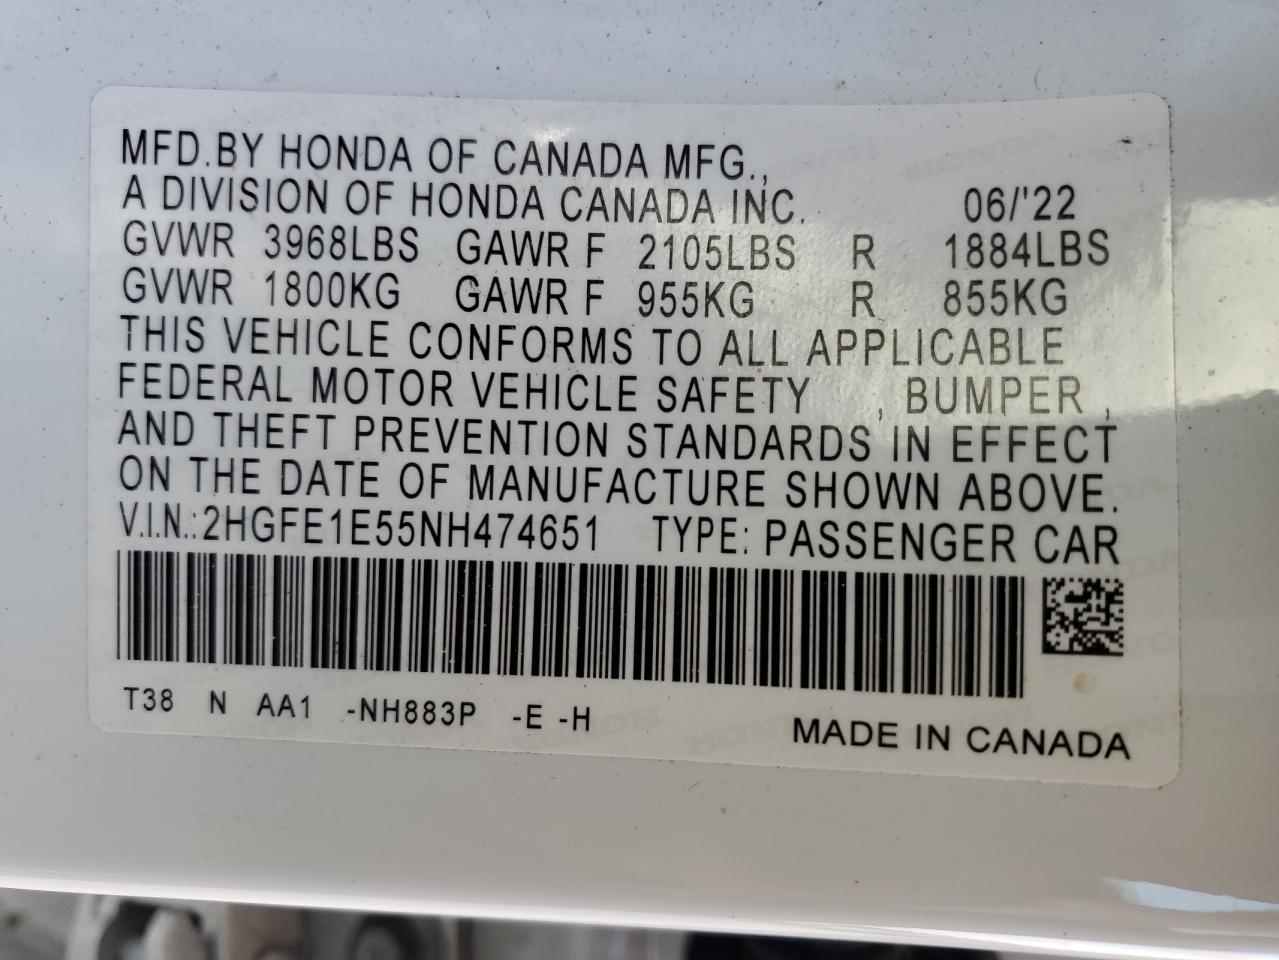 MFD.BY HONDA OF CANADA MFG.,
A DIVISION OF HONDA CANADA INC. 06/'22
GVWR 3968LBS GAWR F 2105LBS R 1884LBS
GVWR 1800KG GAWR F 955KG R 855KG
THIS VEHICLE CONFORMS TO ALL APPLICABLE
FEDERAL MOTOR VEHICLE SAFETY , BUMPER ,
AND THEFT PREVENTION STANDARDS IN EFFECT
ON THE DATE OF MANUFACTURE SHOWN ABOVE.
V.I.N.:2HGFE1E55NH474651 TYPE: PASSENGER CAR
T38 N AA1 -NH883P -E -H
MADE IN CANADA